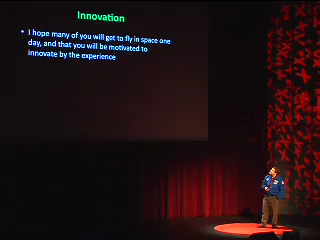 Innovation
• I hope many of you will get to fly in space one
day, and that you will be motivated to
innovate by the experience